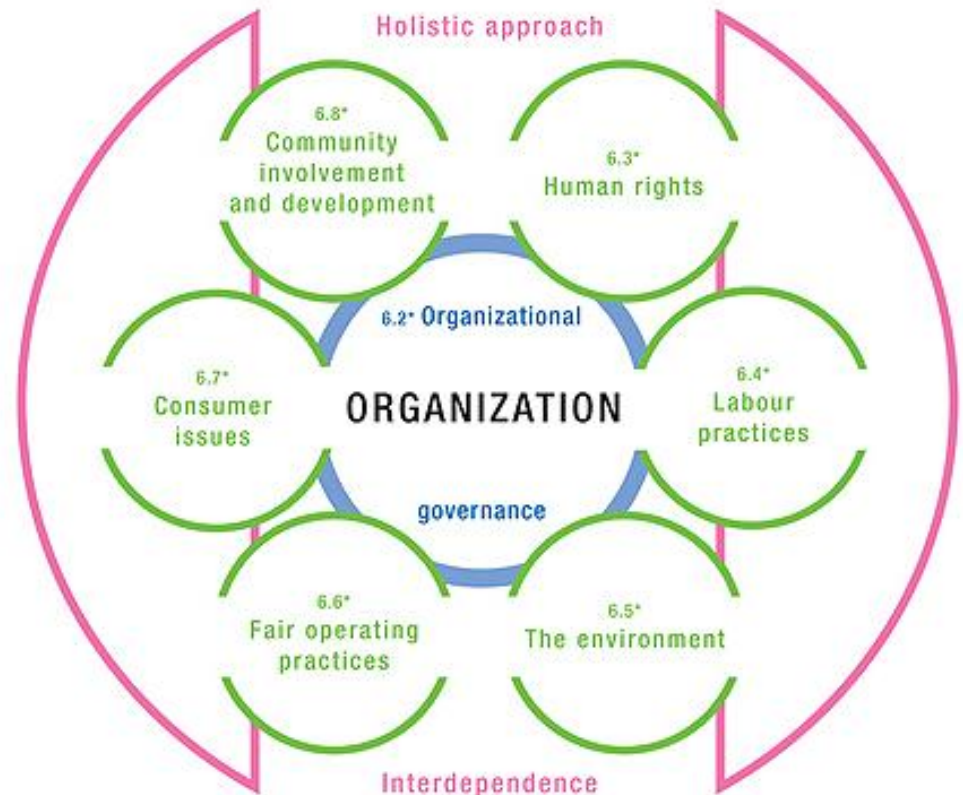 Holistic approach
6.8*
Community
involvement
and development
6.3*
Human rights
6.2* Organizational
6.7*
Consumer
issues
ORGANIZATION
6.4*
Labour
practices
governance
6.6*
Fair operating
practices
6.5*
The environment
Interdependence